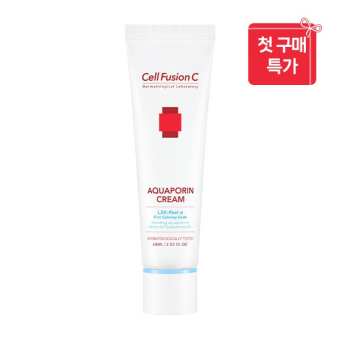 첫 구매
특가
Cell Fusion C
Dermatological Laboratory
AQUAPORIN
CREAM
DERMATOLOGICALLY TESTED